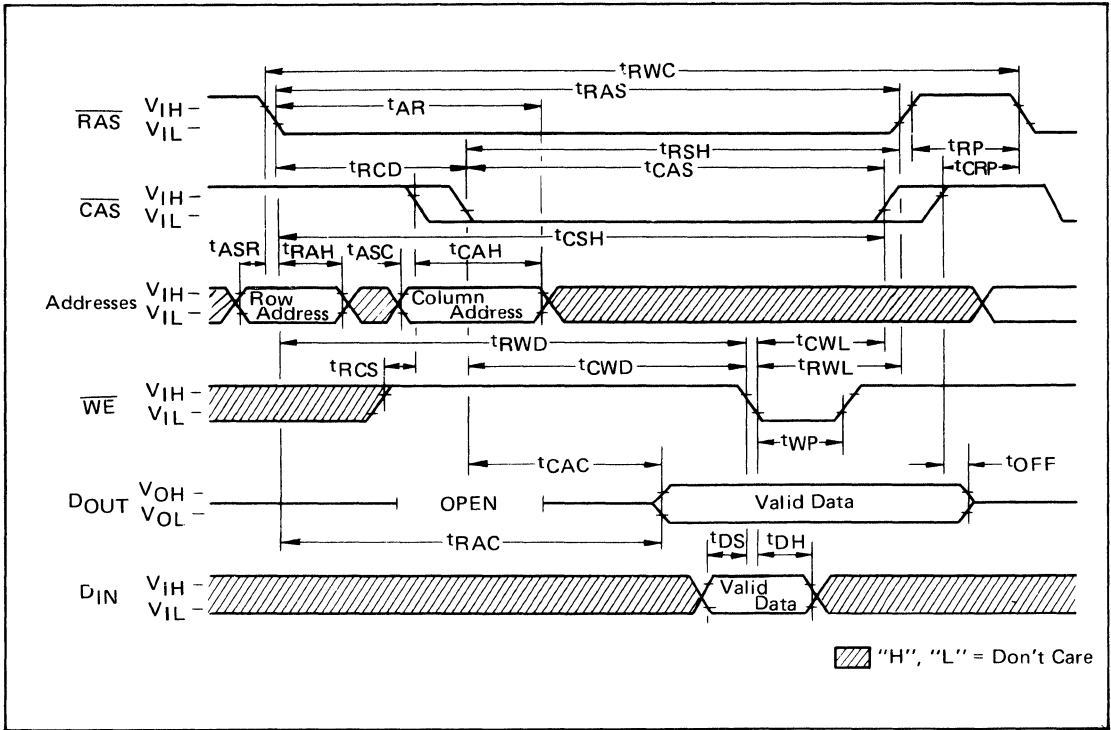 tRWC
tRAS
tAR
RAS VIH –
VIL –
tRSH tRP
tRCD tCAS tCRP
CAS VIH –
VIL –
tCSH
tASR tRAH tASC tCAH
Addresses VIH –
VIL –
Row Address
Column Address
tRWD tCWL
tRCS tCWD tRWL
WE VIH –
VIL –
tWP
tCAC tOFF
DOUT VOH –
VOL –
OPEN Valid Data
tRAC tDS tDH
DIN VIH –
VIL –
Valid Data
"H", "L" = Don't Care